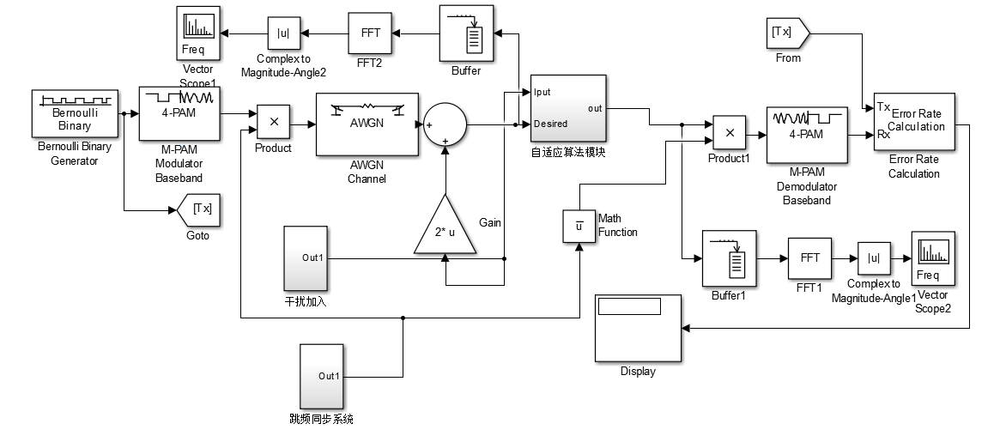 Freq
Vector
Scope1
|u|
Complex to
Magnitude-Angle2
FFT
FFT2
Buffer
[Tx]
From
Bernoulli
Binary
Bernoulli Binary
Generator
4-PAM
M-PAM
Modulator
Baseband
×
Product
AWGN
AWGN
Channel
+
+
Iput
Desired
out
自适应算法模块
×
Product1
4-PAM
M-PAM
Demodulator
Baseband
Tx
Rx
Error Rate
Calculation
Error Rate
Calculation
[Tx]
Goto
2* u
Gain
u
Math
Function
Out1
干扰加入
Buffer1
FFT
FFT1
|u|
Complex to
Magnitude-Angle1
Freq
Vector
Scope2
Display
Out1
跳频同步系统